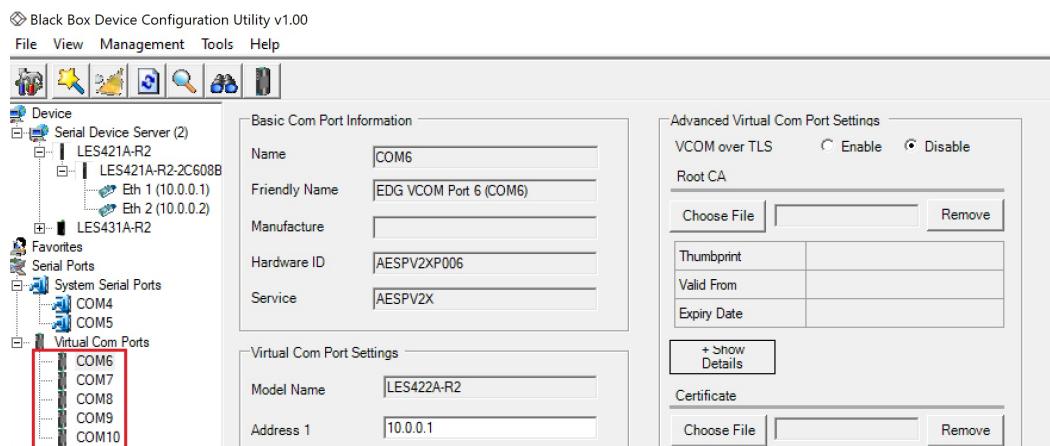 Black Box Device Configuration Utility v1.00
File View Management Tools Help
Device
Serial Device Server (2)
LES421A-R2
LES421A-R2-2C608B
Eth 1 (10.0.0.1)
Eth 2 (10.0.0.2)
LES431A-R2
Favorites
Serial Ports
System Serial Ports
COM4
COM5
Virtual Com Ports
COM6
COM7
COM8
COM9
COM10
Basic Com Port Information
Name COM6
Friendly Name EDG VCOM Port 6 (COM6)
Manufacture
Hardware ID AESPV2XP006
Service AESPV2X
Virtual Com Port Settings
Model Name LES422A-R2
Address 1 10.0.0.1
Advanced Virtual Com Port Settings
VCOM over TLS Enable Disable
Root CA
Choose File Remove
Thumbprint
Valid From
Expiry Date
+ Show
Details
Certificate
Choose File Remove